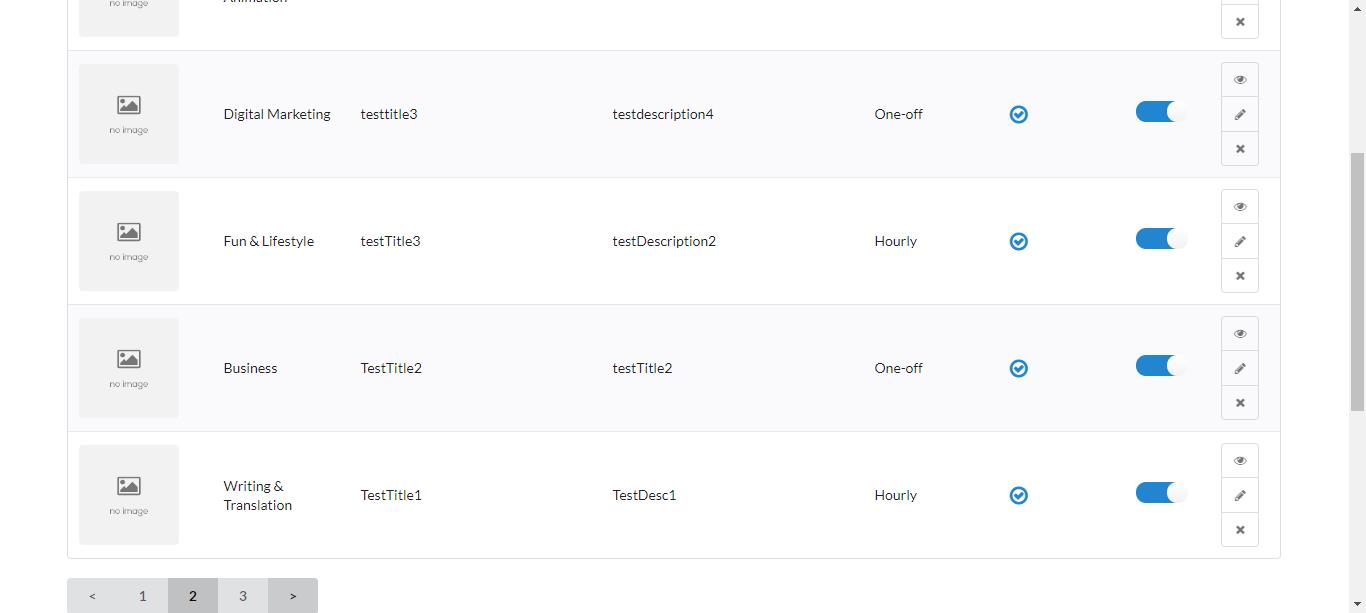 no image
Animation
no image
Digital Marketing testtitle3 testdescription4 One-off
no image
Fun & Lifestyle testTitle3 testDescription2 Hourly
no image
Business TestTitle2 testTitle2 One-off
no image
Writing &
Translation TestTitle1 TestDesc1 Hourly
< 1 2 3 >